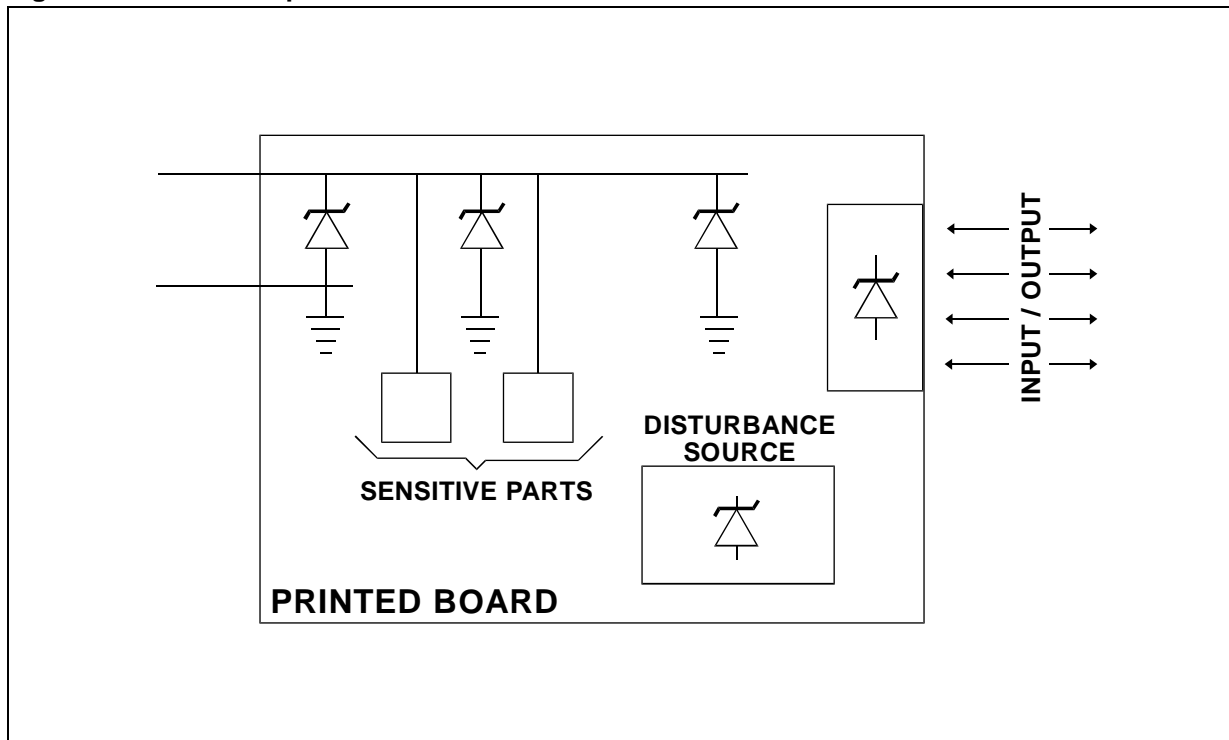 INPUT / OUTPUT
DISTURBANCE
SOURCE
SENSITIVE PARTS
PRINTED BOARD